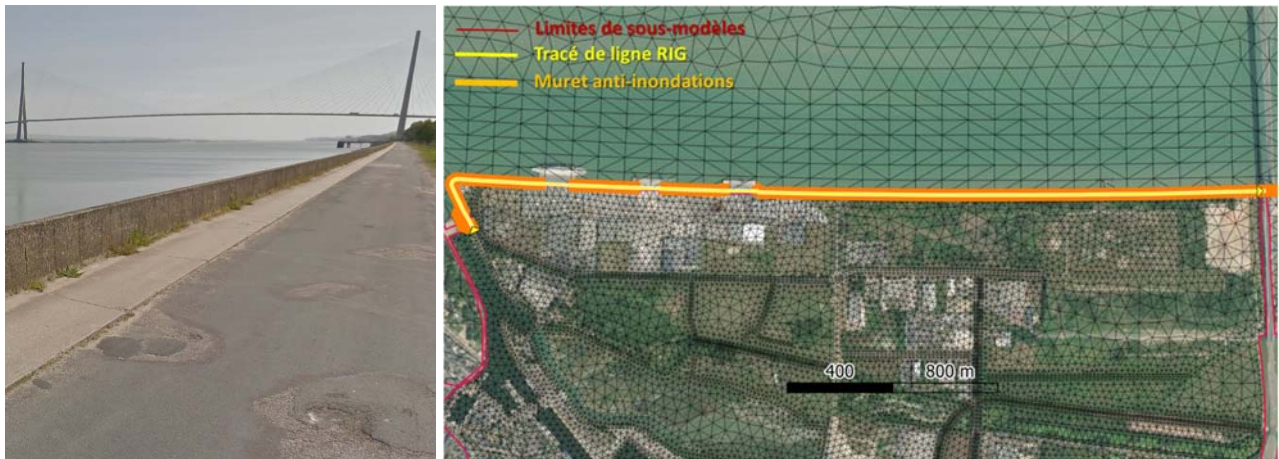 Limites de sous-modèles
Tracé de ligne RIG
Muret anti-inondations
400 800 m